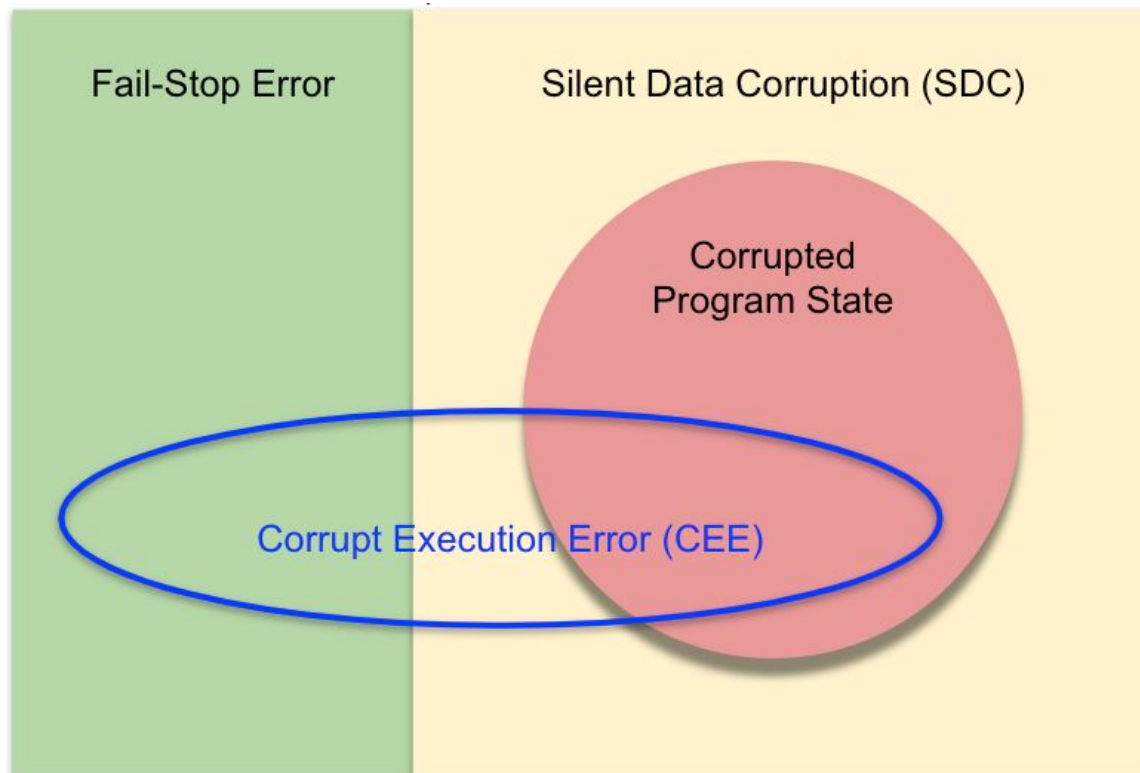 Fail-Stop Error
Silent Data Corruption (SDC)
Corrupted
Program State
Corrupt Execution Error (CEE)